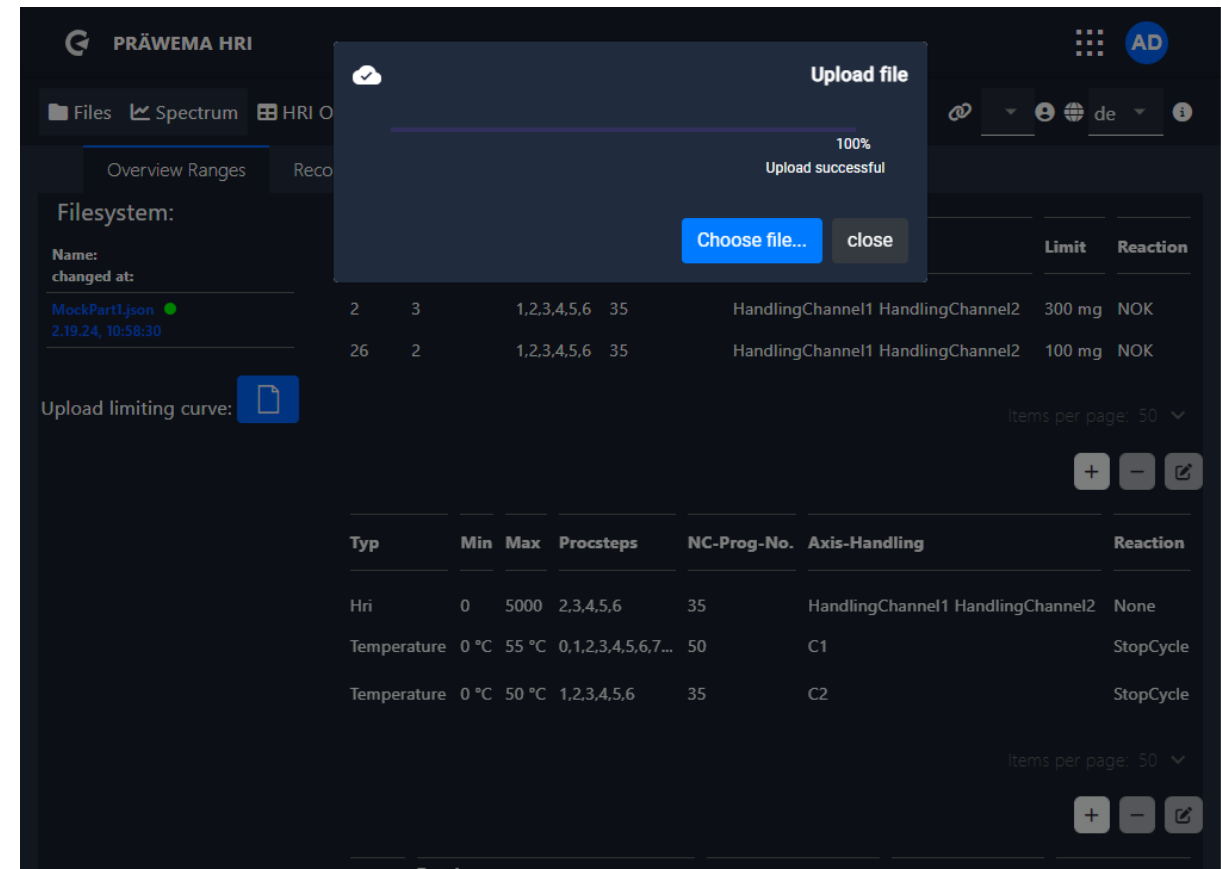 PRÄWEMA HRI
AD
Upload file
100%
Upload successful
Choose file...
close
Files
Spectrum
HRI O
de
Overview Ranges
Reco
Filesystem:
Name:
changed at:
MockPart1.json
2.19.24, 10:58:30
Upload limiting curve:
Limit Reaction
2 3 1,2,3,4,5,6 35 HandlingChannel1 HandlingChannel2 300 mg NOK
26 2 1,2,3,4,5,6 35 HandlingChannel1 HandlingChannel2 100 mg NOK
Items per page: 50
Typ Min Max Procsteps NC-Prog-No. Axis-Handling Reaction
Hri 0 5000 2,3,4,5,6 35 HandlingChannel1 HandlingChannel2 None
Temperature 0 °C 55 °C 0,1,2,3,4,5,6,7... 50 C1 StopCycle
Temperature 0 °C 50 °C 1,2,3,4,5,6 35 C2 StopCycle
Items per page: 50